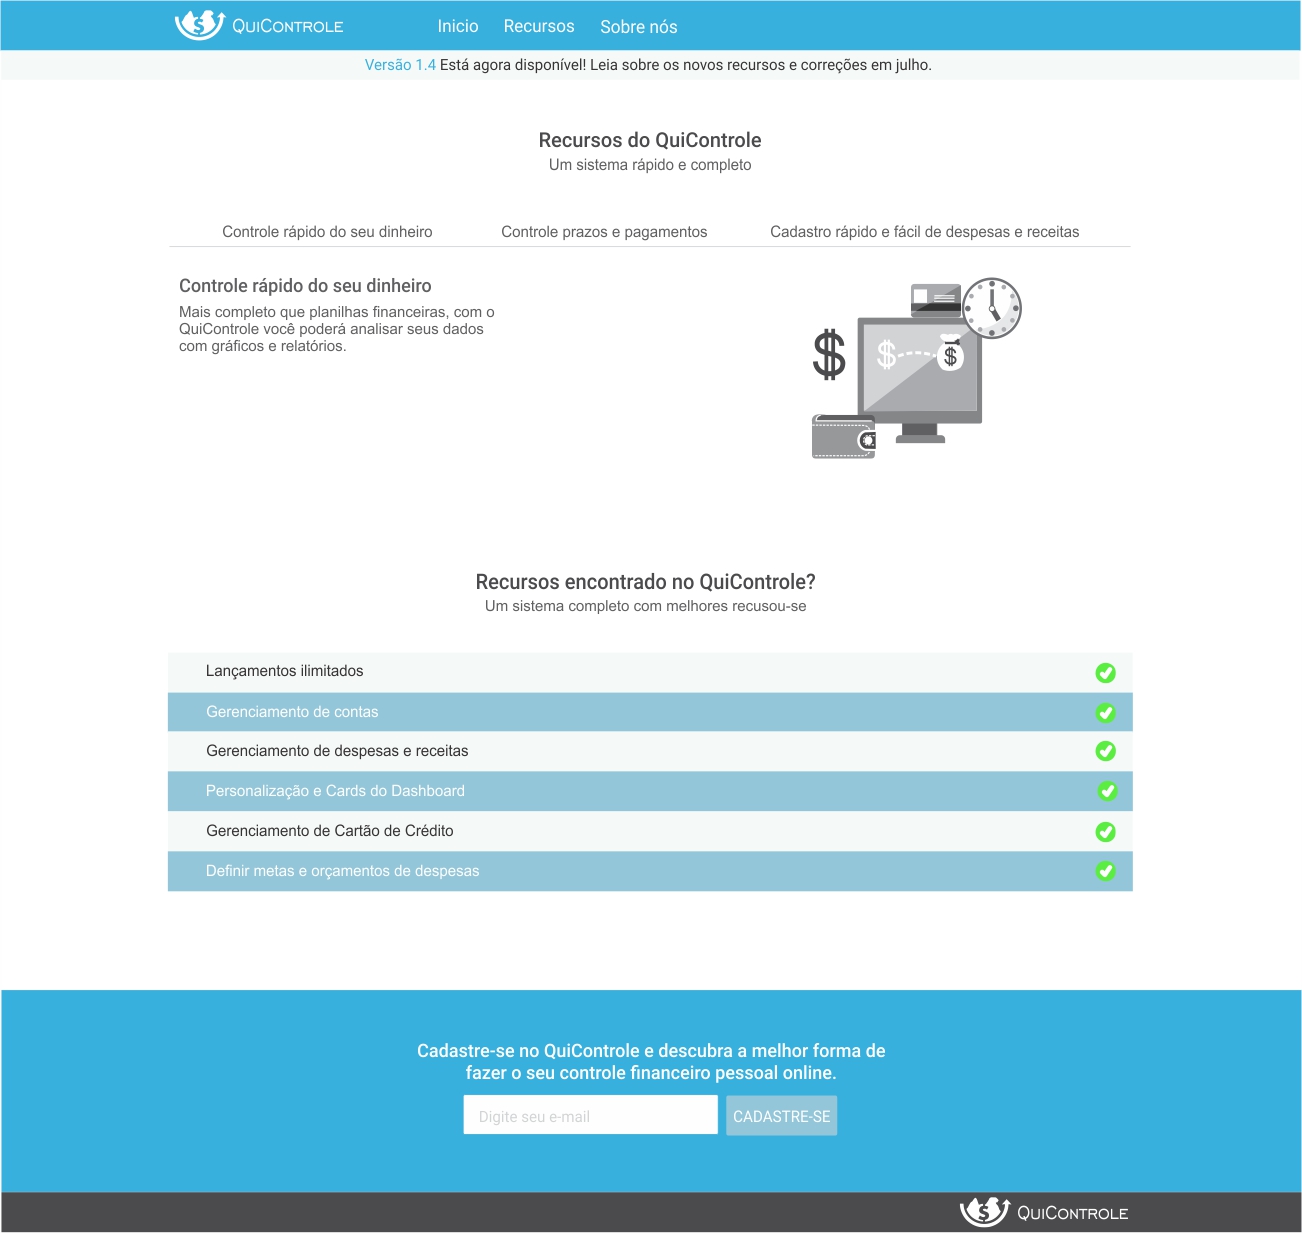 QuiControle
Inicio
Recursos
Sobre nós
Versão 1.4 Está agora disponível! Leia sobre os novos recursos e correções em julho.
Recursos do QuiControle
Um sistema rápido e completo
Controle rápido do seu dinheiro
Controle prazos e pagamentos
Cadastro rápido e fácil de despesas e receitas
Controle rápido do seu dinheiro
Mais completo que planilhas financeiras, com o
QuiControle você poderá analisar seus dados
com gráficos e relatórios.
$
$
$
Recursos encontrado no QuiControle?
Um sistema completo com melhores recusou-se
Lançamentos ilimitados
Gerenciamento de contas
Gerenciamento de despesas e receitas
Personalização e Cards do Dashboard
Gerenciamento de Cartão de Crédito
Definir metas e orçamentos de despesas
Cadastre-se no QuiControle e descubra a melhor forma de
fazer o seu controle financeiro pessoal online.
Digite seu e-mail
CADASTRE-SE
QuiControle